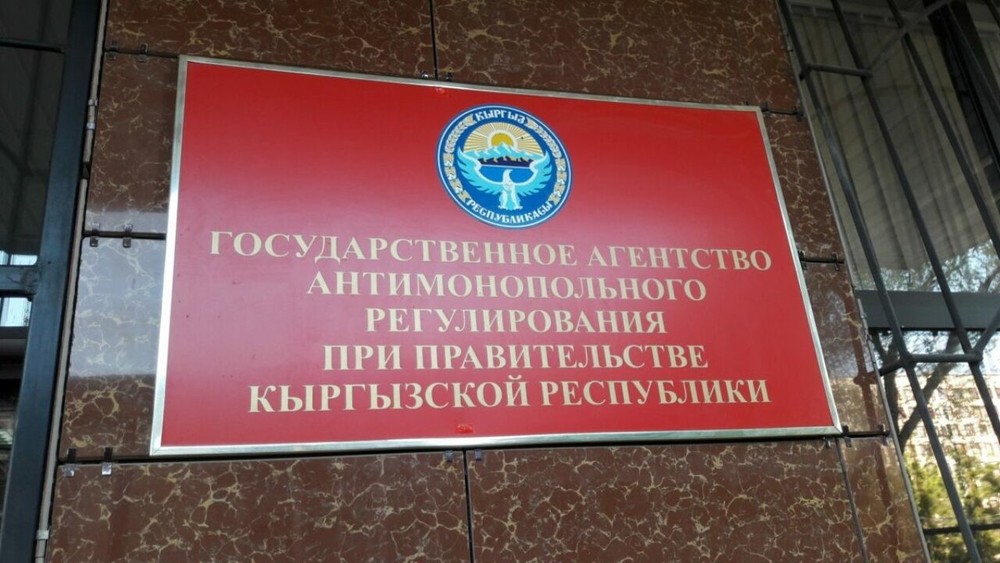 КЫРГЫЗ
РЕСПУБЛИКАСЫ
ГОСУДАРСТВЕННОЕ АГЕНТСТВО
АНТИМОНОПОЛЬНОГО
РЕГУЛИРОВАНИЯ
ПРИ ПРАВИТЕЛЬСТВЕ
КЫРГЫЗСКОЙ РЕСПУБЛИКИ